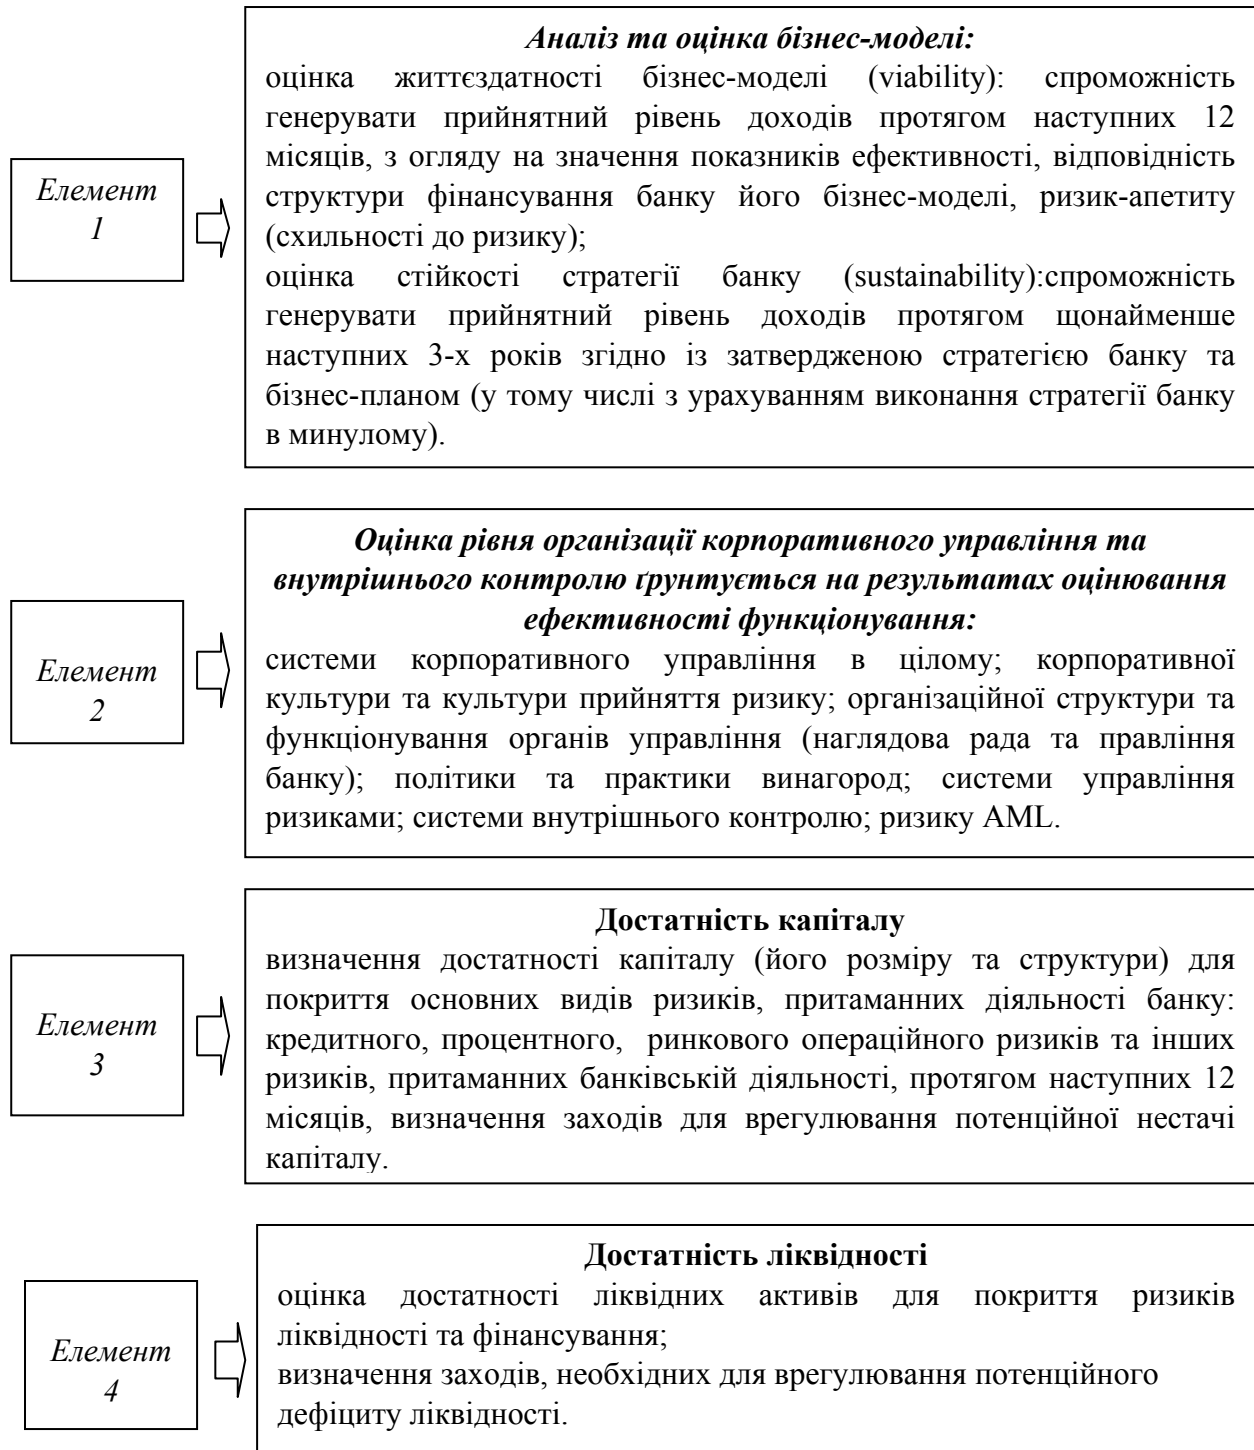 Аналіз та оцінка бізнес-моделі:
оцінка життєздатності бізнес-моделі (viability): спроможність
генерувати прийнятний рівень доходів протягом наступних 12
місяців, з огляду на значення показників ефективності, відповідність
структури фінансування банку його бізнес-моделі, ризик-апетиту
(схильності до ризику);
оцінка стійкості стратегії банку (sustainability):спроможність
генерувати прийнятний рівень доходів протягом щонайменше
наступних 3-х років згідно із затвердженою стратегією банку та
бізнес-планом (у тому числі з урахуванням виконання стратегії банку
в минулому).
Елемент
1
Оцінка рівня організації корпоративного управління та
внутрішнього контролю ґрунтується на результатах оцінювання
ефективності функціонування:
системи корпоративного управління в цілому; корпоративної
культури та культури прийняття ризику; організаційної структури та
функціонування органів управління (наглядова рада та правління
банку); політики та практики винагород; системи управління
ризиками; системи внутрішнього контролю; ризику AML.
Елемент
2
Достатність капіталу
визначення достатності капіталу (його розміру та структури) для
покриття основних видів ризиків, притаманних діяльності банку:
кредитного, процентного, ринкового операційного ризиків та інших
ризиків, притаманних банківській діяльності, протягом наступних 12
місяців, визначення заходів для врегулювання потенційної нестачі
капіталу.
Елемент
3
Достатність ліквідності
оцінка достатності ліквідних активів для покриття ризиків
ліквідності та фінансування;
визначення заходів, необхідних для врегулювання потенційного
дефіциту ліквідності.
Елемент
4